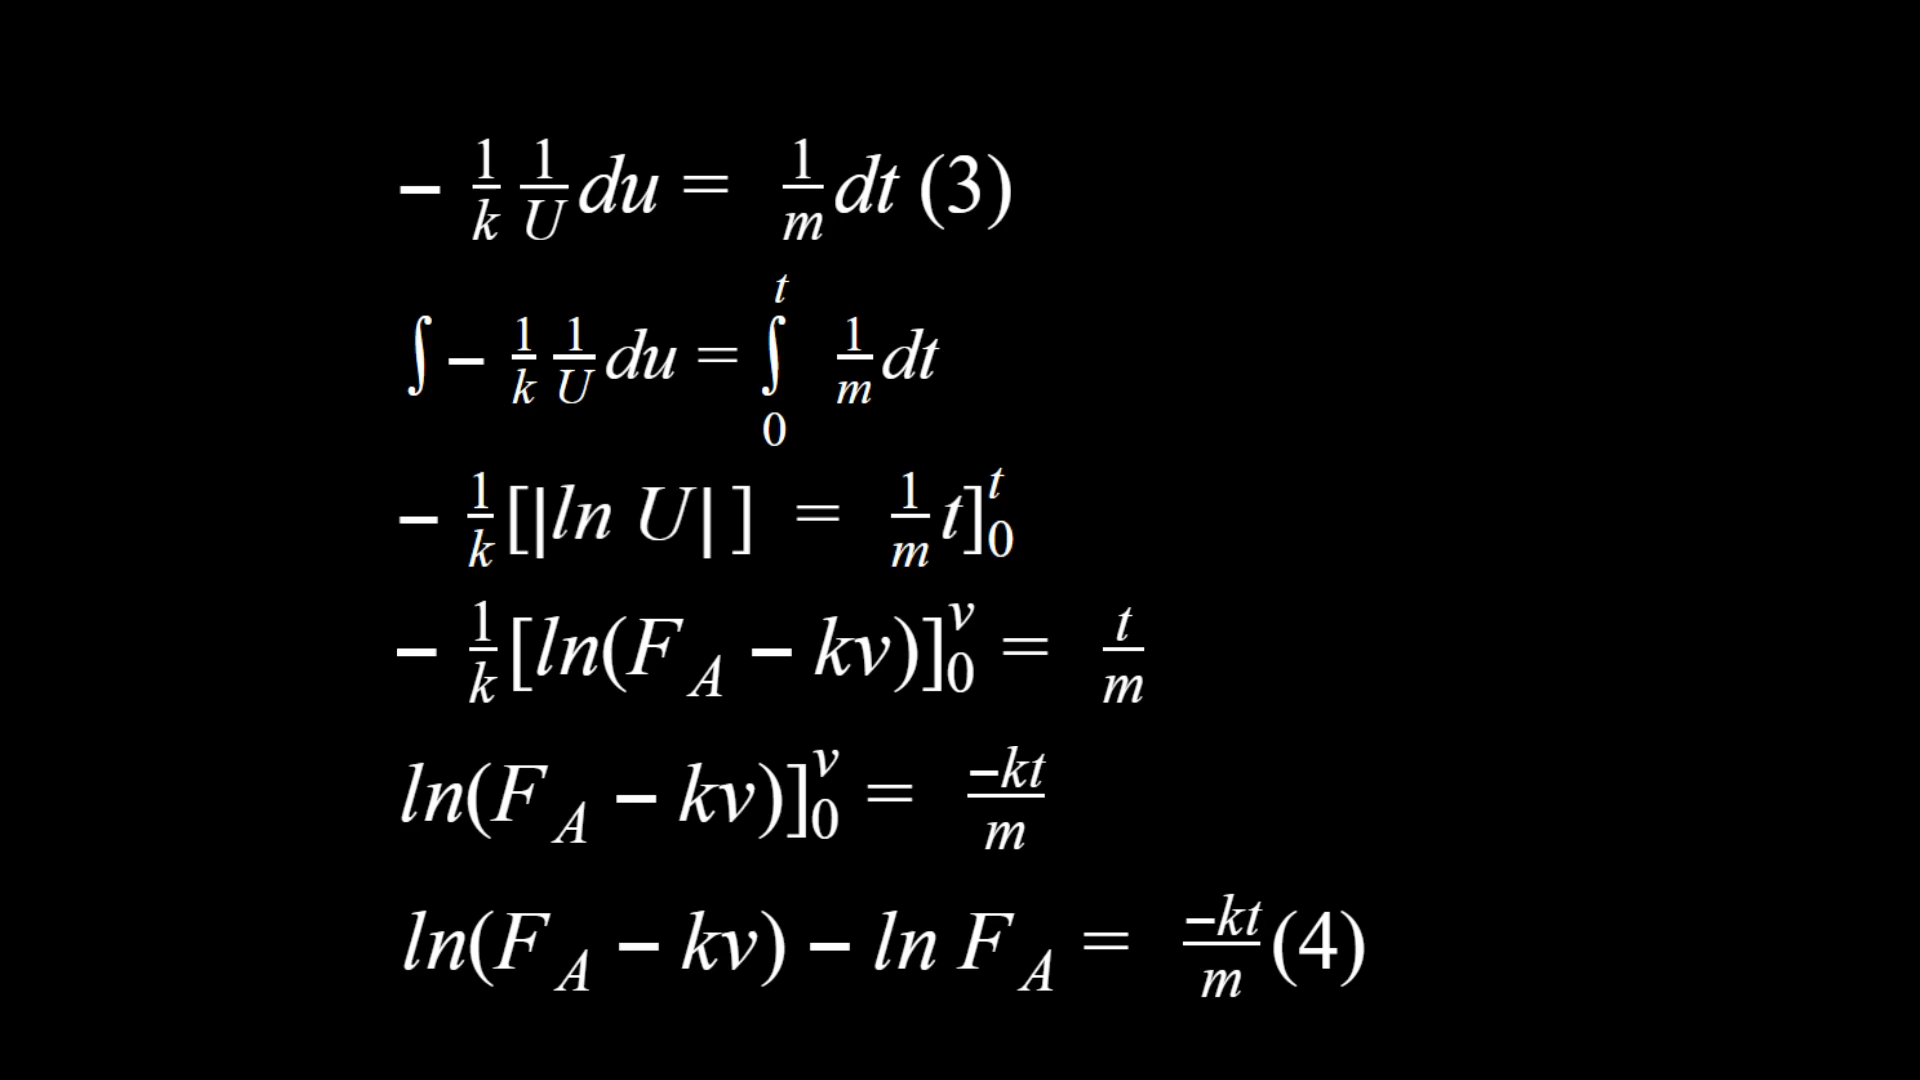 − 1/k 1/U du = 1/m dt (3)
∫ − 1/k 1/U du = ∫₀ᵗ 1/m dt
− 1/k [|ln U| ] = 1/m t]₀ᵗ
− 1/k [ln(F_A − kv)]₀ᵛ = t/m
ln(F_A − kv)]₀ᵛ = −kt/m
ln(F_A − kv) − ln F_A = −kt/m (4)